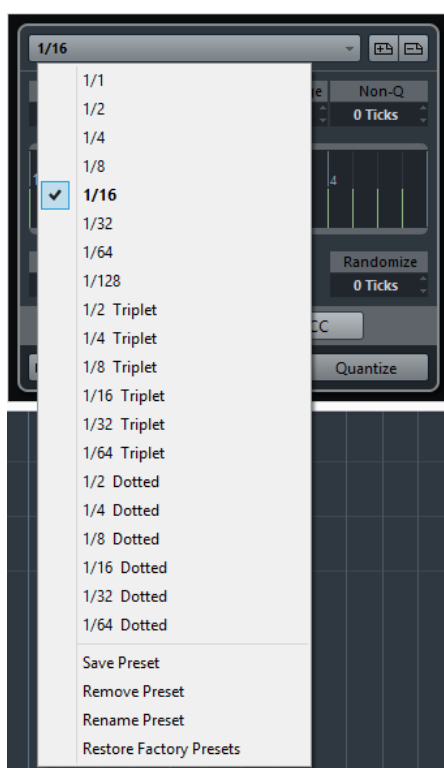 1/16
1/1
1/2
1/4
1/8
1/16
1/32
1/64
1/128
1/2 Triplet
1/4 Triplet
1/8 Triplet
1/16 Triplet
1/32 Triplet
1/64 Triplet
1/2 Dotted
1/4 Dotted
1/8 Dotted
1/16 Dotted
1/32 Dotted
1/64 Dotted
Save Preset
Remove Preset
Rename Preset
Restore Factory Presets
Non-Q
0 Ticks
4
Randomize
0 Ticks
CC
Quantize